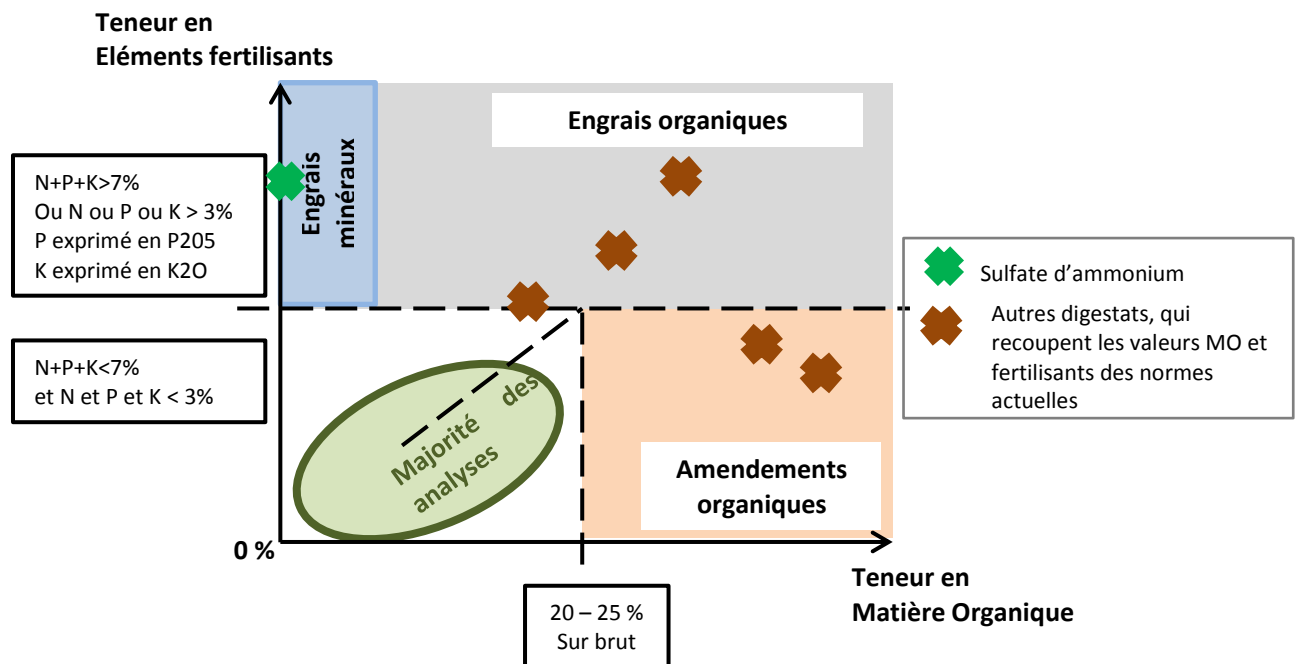 Teneur en
Eléments fertilisants
Engrais organiques
Engrais
minéraux
N+P+K>7%
Ou N ou P ou K > 3%
P exprimé en P205
K exprimé en K2O
Sulfate d’ammonium
Autres digestats, qui
recoupent les valeurs MO et
fertilisants des normes
actuelles
N+P+K<7%
et N et P et K < 3%
Majorité des
analyses
Amendements
organiques
0 %
Teneur en
Matière Organique
20 – 25 %
Sur brut